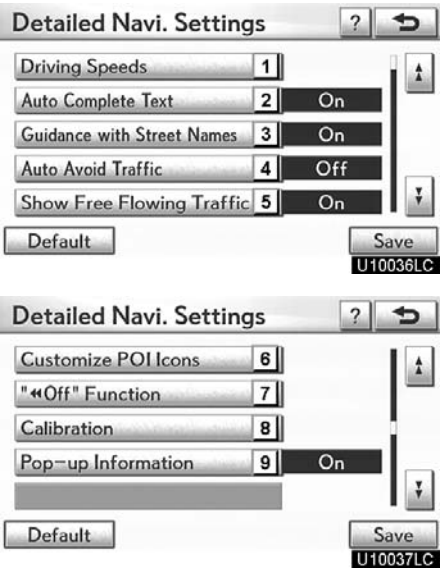 Detailed Navi. Settings ?
Driving Speeds 1
Auto Complete Text 2 On
Guidance with Street Names 3 On
Auto Avoid Traffic 4 Off
Show Free Flowing Traffic 5 On
Default Save
U10036LC
Detailed Navi. Settings ?
Customize POI Icons 6
"◀◀Off" Function 7
Calibration 8
Pop-up Information 9 On
Default Save
U10037LC